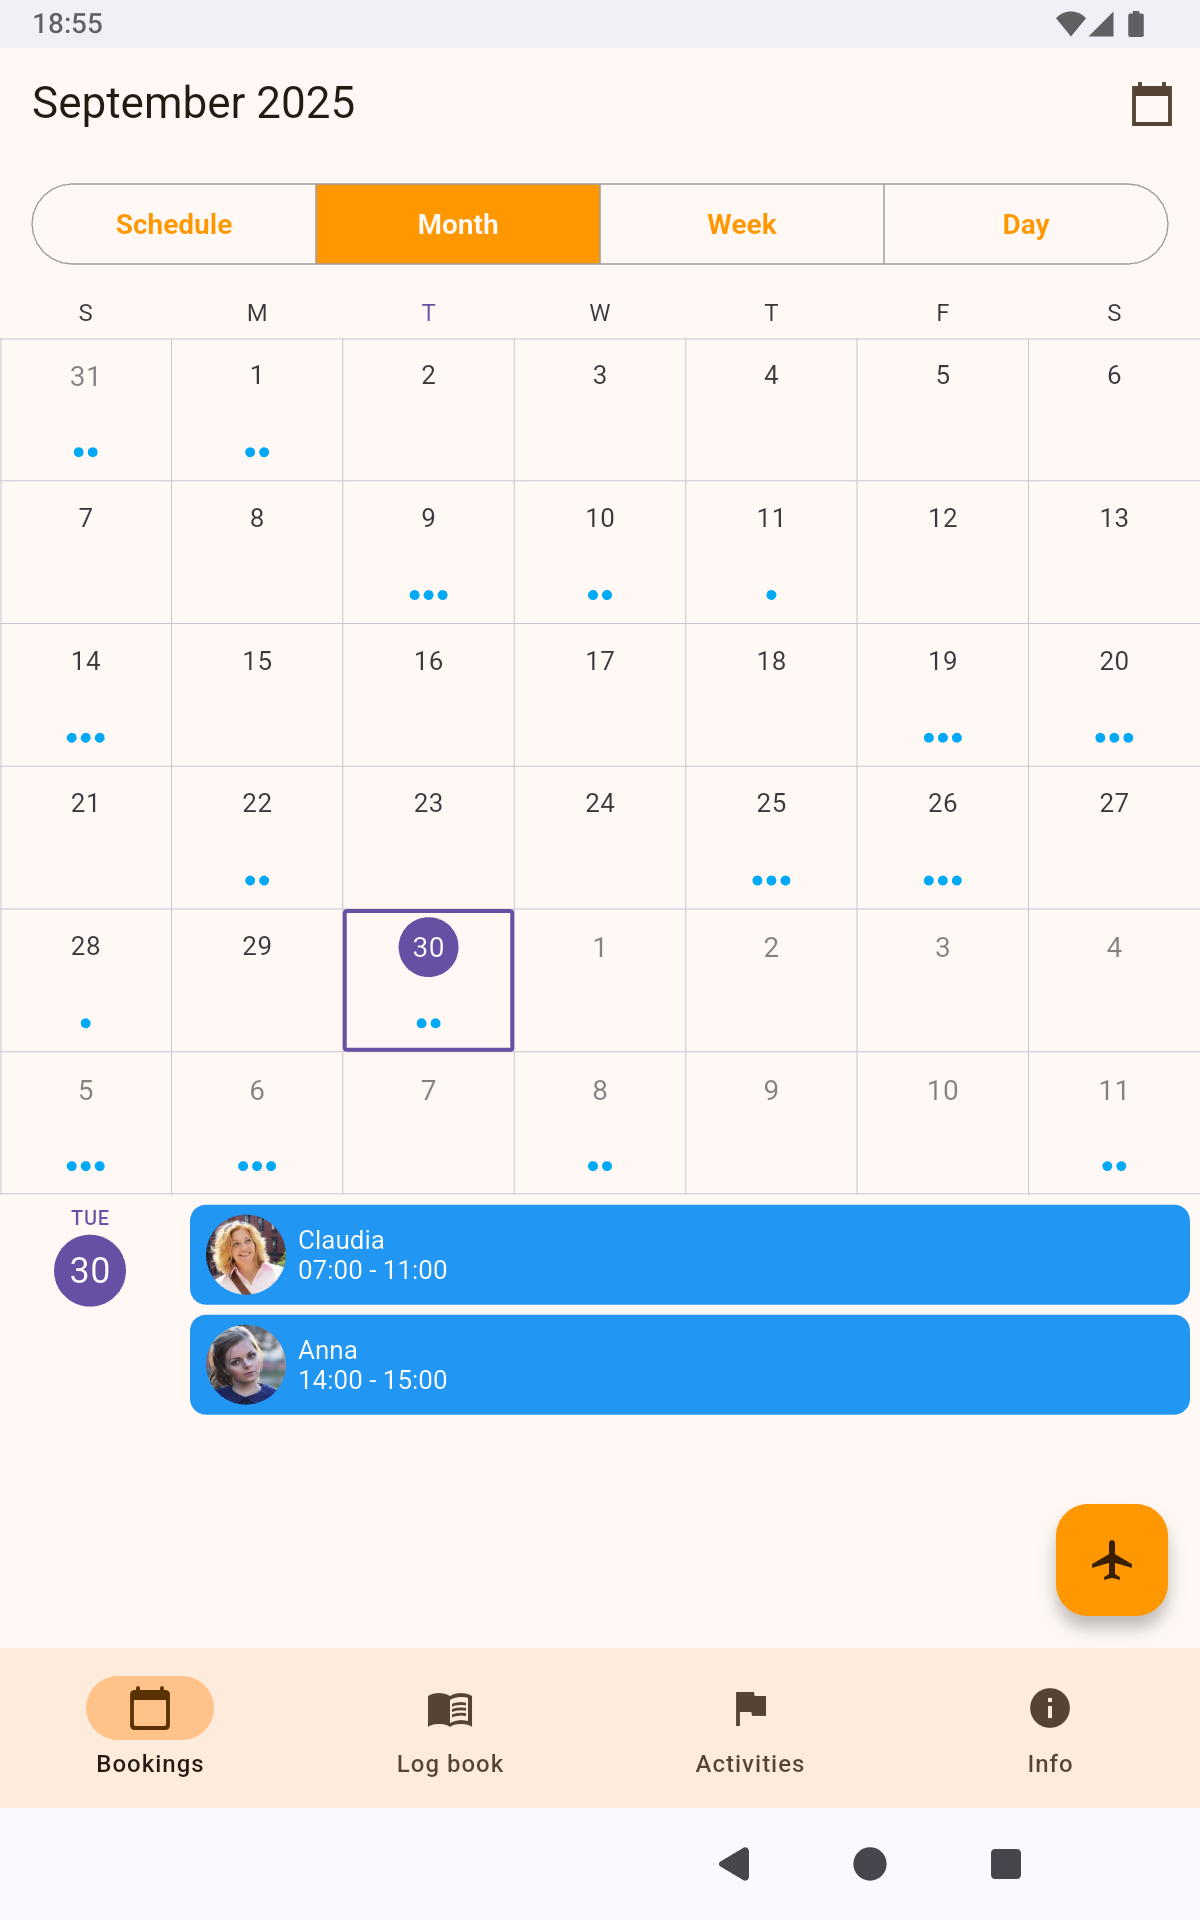 18:55
September 2025
Schedule Month Week Day
S M T W T F S
31 1 2 3 4 5 6
7 8 9 10 11 12 13
14 15 16 17 18 19 20
21 22 23 24 25 26 27
28 29 30 1 2 3 4
5 6 7 8 9 10 11
TUE
30
Claudia
07:00 - 11:00
Anna
14:00 - 15:00
Bookings Log book Activities Info